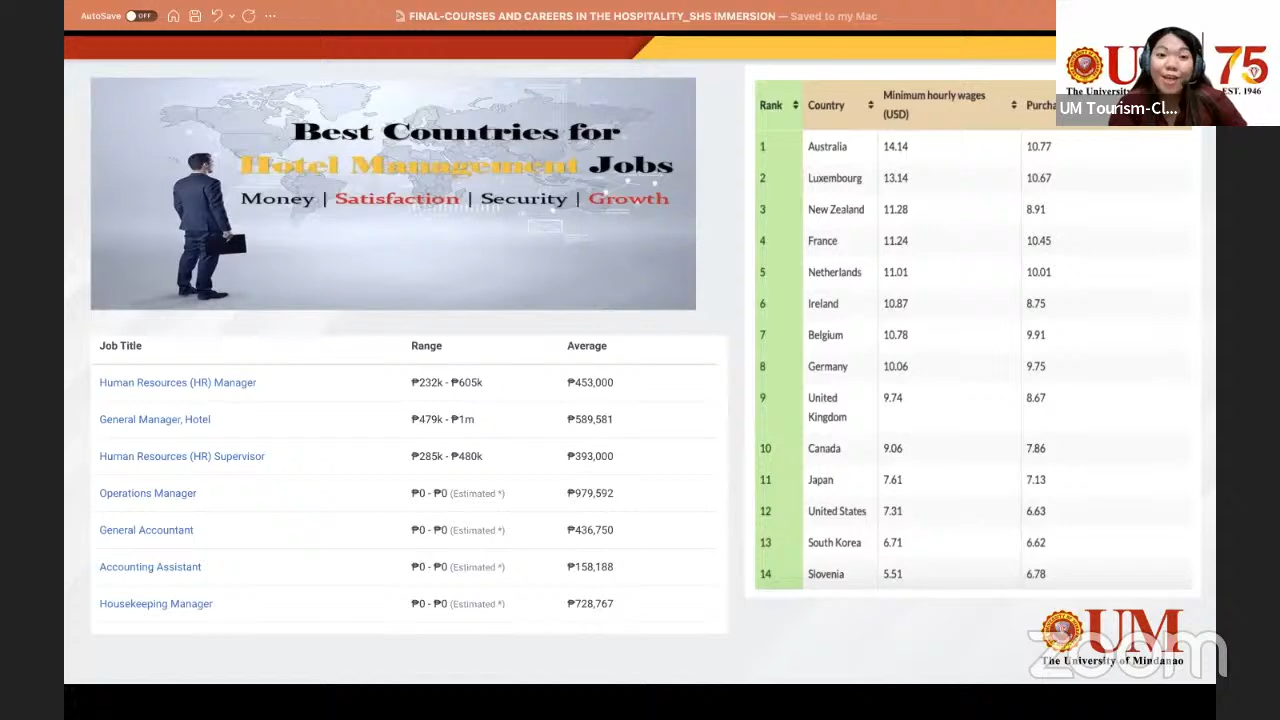 AutoSave OFF
FINAL-COURSES AND CAREERS IN THE HOSPITALITY_SHS IMMERSION — Saved to my Mac
75
EST. 1946
UM Tourism-Cl...
Best Countries for
Hotel Management Jobs
Money | Satisfaction | Security | Growth
Job Title Range Average
Human Resources (HR) Manager ₱232k - ₱605k ₱453,000
General Manager, Hotel ₱479k - ₱1m ₱589,581
Human Resources (HR) Supervisor ₱285k - ₱480k ₱393,000
Operations Manager ₱0 - ₱0 (Estimated *) ₱979,592
General Accountant ₱0 - ₱0 (Estimated *) ₱436,750
Accounting Assistant ₱0 - ₱0 (Estimated *) ₱158,188
Housekeeping Manager ₱0 - ₱0 (Estimated *) ₱728,767
Rank Country Minimum hourly wages
(USD)
1 Australia 14.14 10.77
2 Luxembourg 13.14 10.67
3 New Zealand 11.28 8.91
4 France 11.24 10.45
5 Netherlands 11.01 10.01
6 Ireland 10.87 8.75
7 Belgium 10.78 9.91
8 Germany 10.06 9.75
9 United 9.74 8.67
Kingdom
10 Canada 9.06 7.86
11 Japan 7.61 7.13
12 United States 7.31 6.63
13 South Korea 6.71 6.62
14 Slovenia 5.51 6.78
UM
The University of Mindanao
zoom